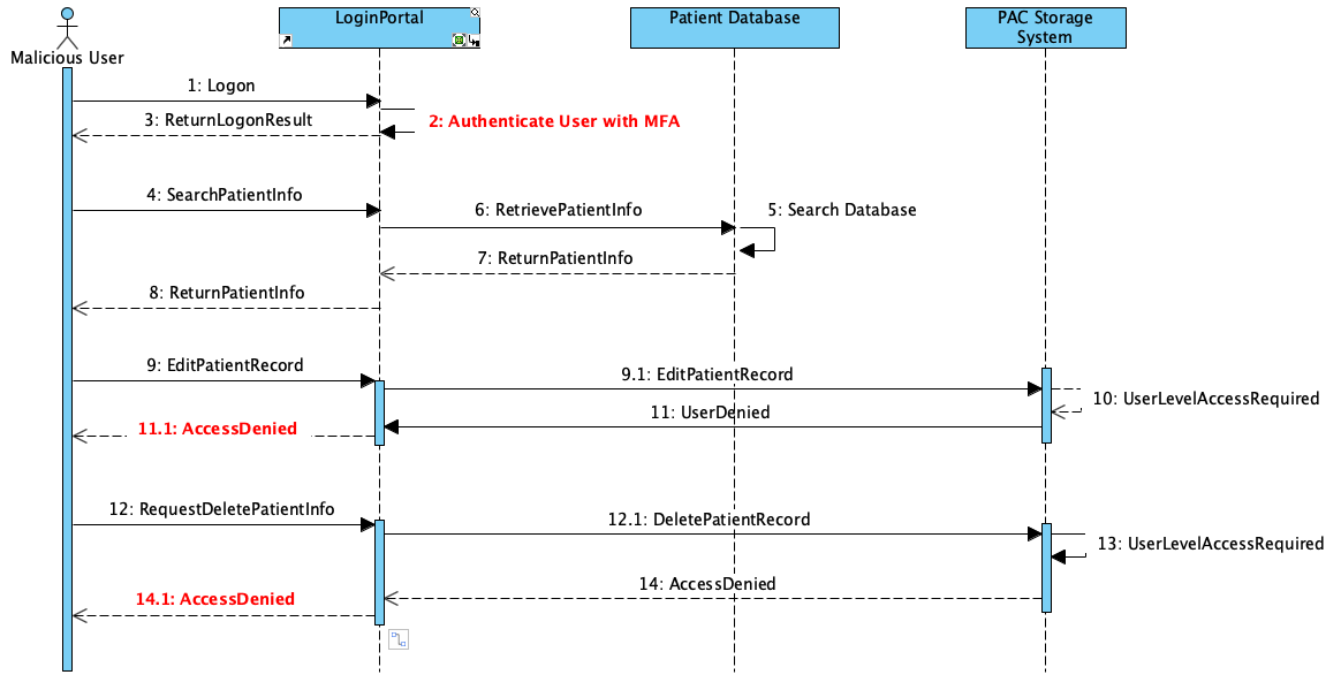 LoginPortal
Patient Database
PAC Storage
System
Malicious User
1: Logon
2: Authenticate User with MFA
3: ReturnLogonResult
4: SearchPatientInfo
6: RetrievePatientInfo
5: Search Database
7: ReturnPatientInfo
8: ReturnPatientInfo
9: EditPatientRecord
9.1: EditPatientRecord
10: UserLevelAccessRequired
11: UserDenied
11.1: AccessDenied
12: RequestDeletePatientInfo
12.1: DeletePatientRecord
13: UserLevelAccessRequired
14: AccessDenied
14.1: AccessDenied